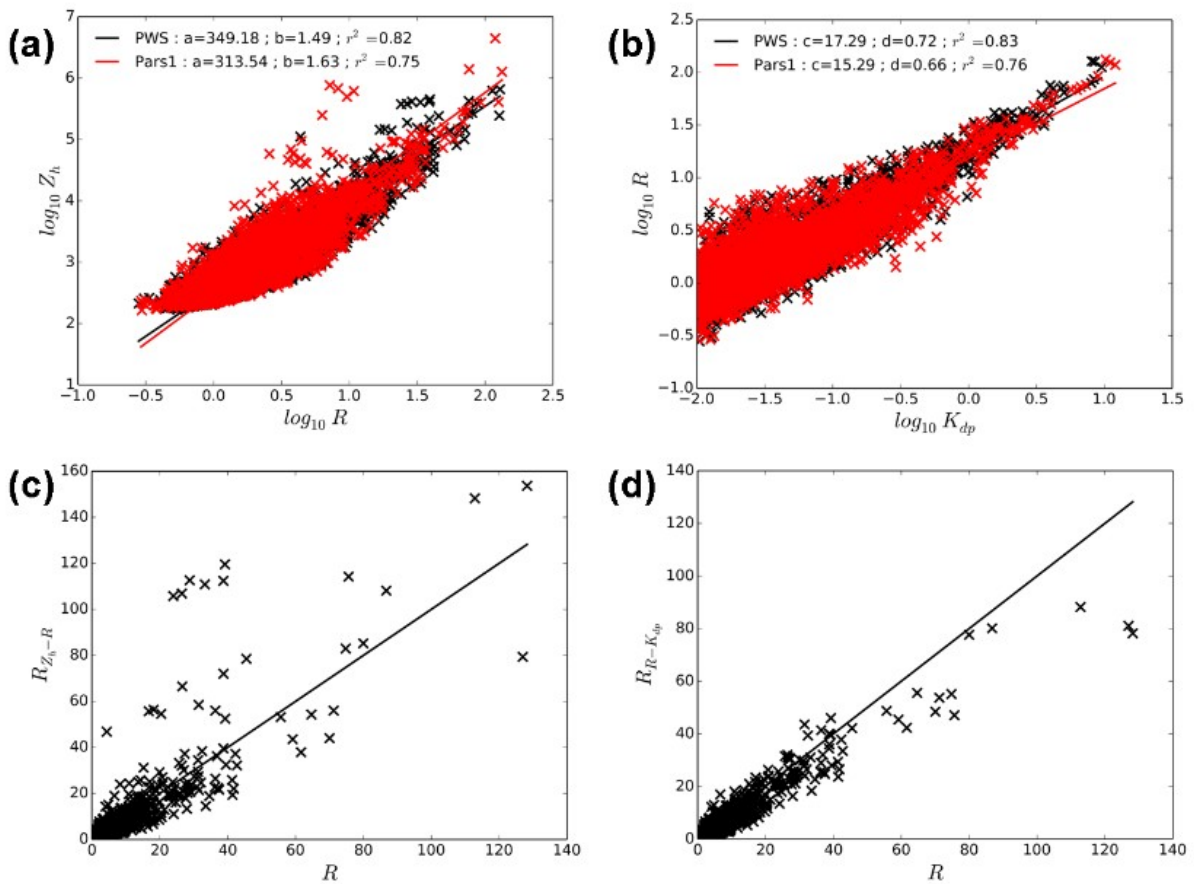 (a)
PWS : a=349.18 ; b=1.49 ; r² =0.82
Pars1 : a=313.54 ; b=1.63 ; r² =0.75
7
6
5
4
3
2
1
log₁₀ Zₕ
−1.0 −0.5 0.0 0.5 1.0 1.5 2.0 2.5
log₁₀ R
(b)
PWS : c=17.29 ; d=0.72 ; r² =0.83
Pars1 : c=15.29 ; d=0.66 ; r² =0.76
2.5
2.0
1.5
1.0
0.5
0.0
−0.5
−1.0
log₁₀ R
−2.0 −1.5 −1.0 −0.5 0.0 0.5 1.0 1.5
log₁₀ K_dp
(c)
160
140
120
100
80
60
40
20
0
R_{Zₕ−R}
0 20 40 60 80 100 120 140
R
(d)
140
120
100
80
60
40
20
0
R_{R−K_dp}
0 20 40 60 80 100 120 140
R